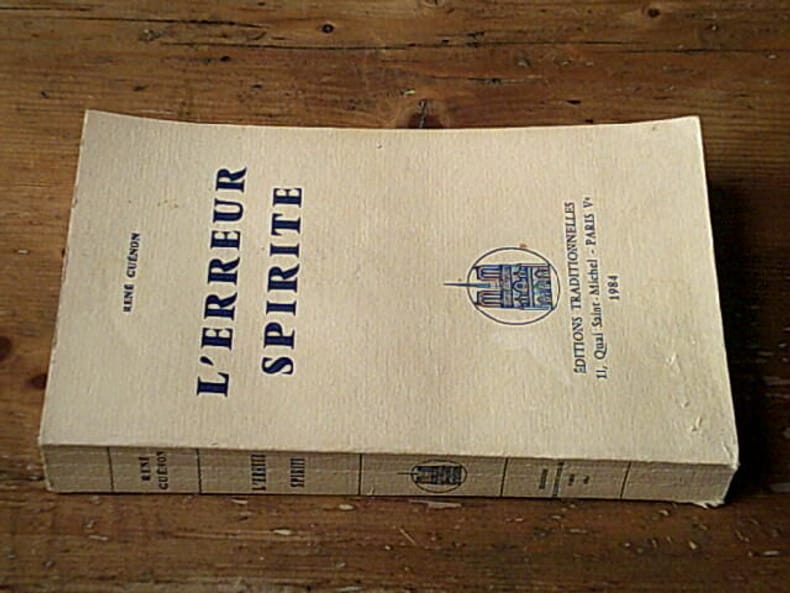 RENÉ GUÉNON
L'ERREUR
SPIRITE
ÉDITIONS TRADITIONNELLES
11, Quai Saint-Michel - PARIS Ve
1984
RENÉ
GUÉNON
L'ERREUR
SPIRITE